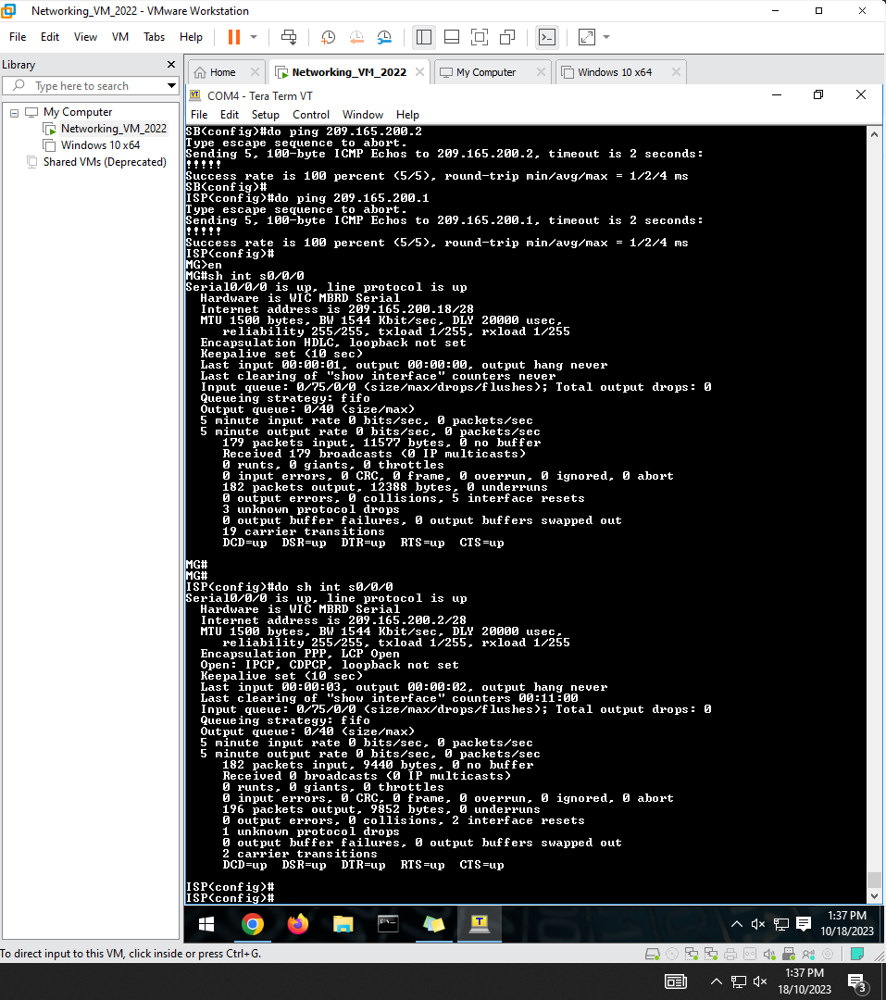 Networking_VM_2022 - VMware Workstation
File Edit View VM Tabs Help
Library
Type here to search
My Computer
Networking_VM_2022
Windows 10 x64
Shared VMs (Deprecated)
Home Networking_VM_2022 My Computer Windows 10 x64
VT COM4 - Tera Term VT
File Edit Setup Control Window Help
SB(config)#do ping 209.165.200.2
Type escape sequence to abort.
Sending 5, 100-byte ICMP Echos to 209.165.200.2, timeout is 2 seconds:
!!!!!
Success rate is 100 percent (5/5), round-trip min/avg/max = 1/2/4 ms
SB(config)#
ISP(config)#do ping 209.165.200.1
Type escape sequence to abort.
Sending 5, 100-byte ICMP Echos to 209.165.200.1, timeout is 2 seconds:
!!!!!
Success rate is 100 percent (5/5), round-trip min/avg/max = 1/2/4 ms
ISP(config)#
MG>en
MG#sh int s0/0/0
Serial0/0/0 is up, line protocol is up
Hardware is WIC MBRD Serial
Internet address is 209.165.200.18/28
MTU 1500 bytes, BW 1544 Kbit/sec, DLY 20000 usec,
reliability 255/255, txload 1/255, rxload 1/255
Encapsulation HDLC, loopback not set
Keepalive set (10 sec)
Last input 00:00:01, output 00:00:00, output hang never
Last clearing of "show interface" counters never
Input queue: 0/75/0/0 (size/max/drops/flushes); Total output drops: 0
Queueing strategy: fifo
Output queue: 0/40 (size/max)
5 minute input rate 0 bits/sec, 0 packets/sec
5 minute output rate 0 bits/sec, 0 packets/sec
179 packets input, 11577 bytes, 0 no buffer
Received 179 broadcasts (0 IP multicasts)
0 runts, 0 giants, 0 throttles
0 input errors, 0 CRC, 0 frame, 0 overrun, 0 ignored, 0 abort
182 packets output, 12388 bytes, 0 underruns
0 output errors, 0 collisions, 5 interface resets
3 unknown protocol drops
0 output buffer failures, 0 output buffers swapped out
19 carrier transitions
DCD=up DSR=up DTR=up RTS=up CTS=up
MG#
MG#
ISP(config)#do sh int s0/0/0
Serial0/0/0 is up, line protocol is up
Hardware is WIC MBRD Serial
Internet address is 209.165.200.2/28
MTU 1500 bytes, BW 1544 Kbit/sec, DLY 20000 usec,
reliability 255/255, txload 1/255, rxload 1/255
Encapsulation PPP, LCP Open
Open: IPCP, CDPCP, loopback not set
Keepalive set (10 sec)
Last input 00:00:03, output 00:00:02, output hang never
Last clearing of "show interface" counters 00:11:00
Input queue: 0/75/0/0 (size/max/drops/flushes); Total output drops: 0
Queueing strategy: fifo
Output queue: 0/40 (size/max)
5 minute input rate 0 bits/sec, 0 packets/sec
5 minute output rate 0 bits/sec, 0 packets/sec
182 packets input, 9440 bytes, 0 no buffer
Received 0 broadcasts (0 IP multicasts)
0 runts, 0 giants, 0 throttles
0 input errors, 0 CRC, 0 frame, 0 overrun, 0 ignored, 0 abort
196 packets output, 9852 bytes, 0 underruns
0 output errors, 0 collisions, 2 interface resets
1 unknown protocol drops
0 output buffer failures, 0 output buffers swapped out
2 carrier transitions
DCD=up DSR=up DTR=up RTS=up CTS=up
ISP(config)#
ISP(config)#
T
1:37 PM
10/18/2023
To direct input to this VM, click inside or press Ctrl+G.
1:37 PM
18/10/2023
3